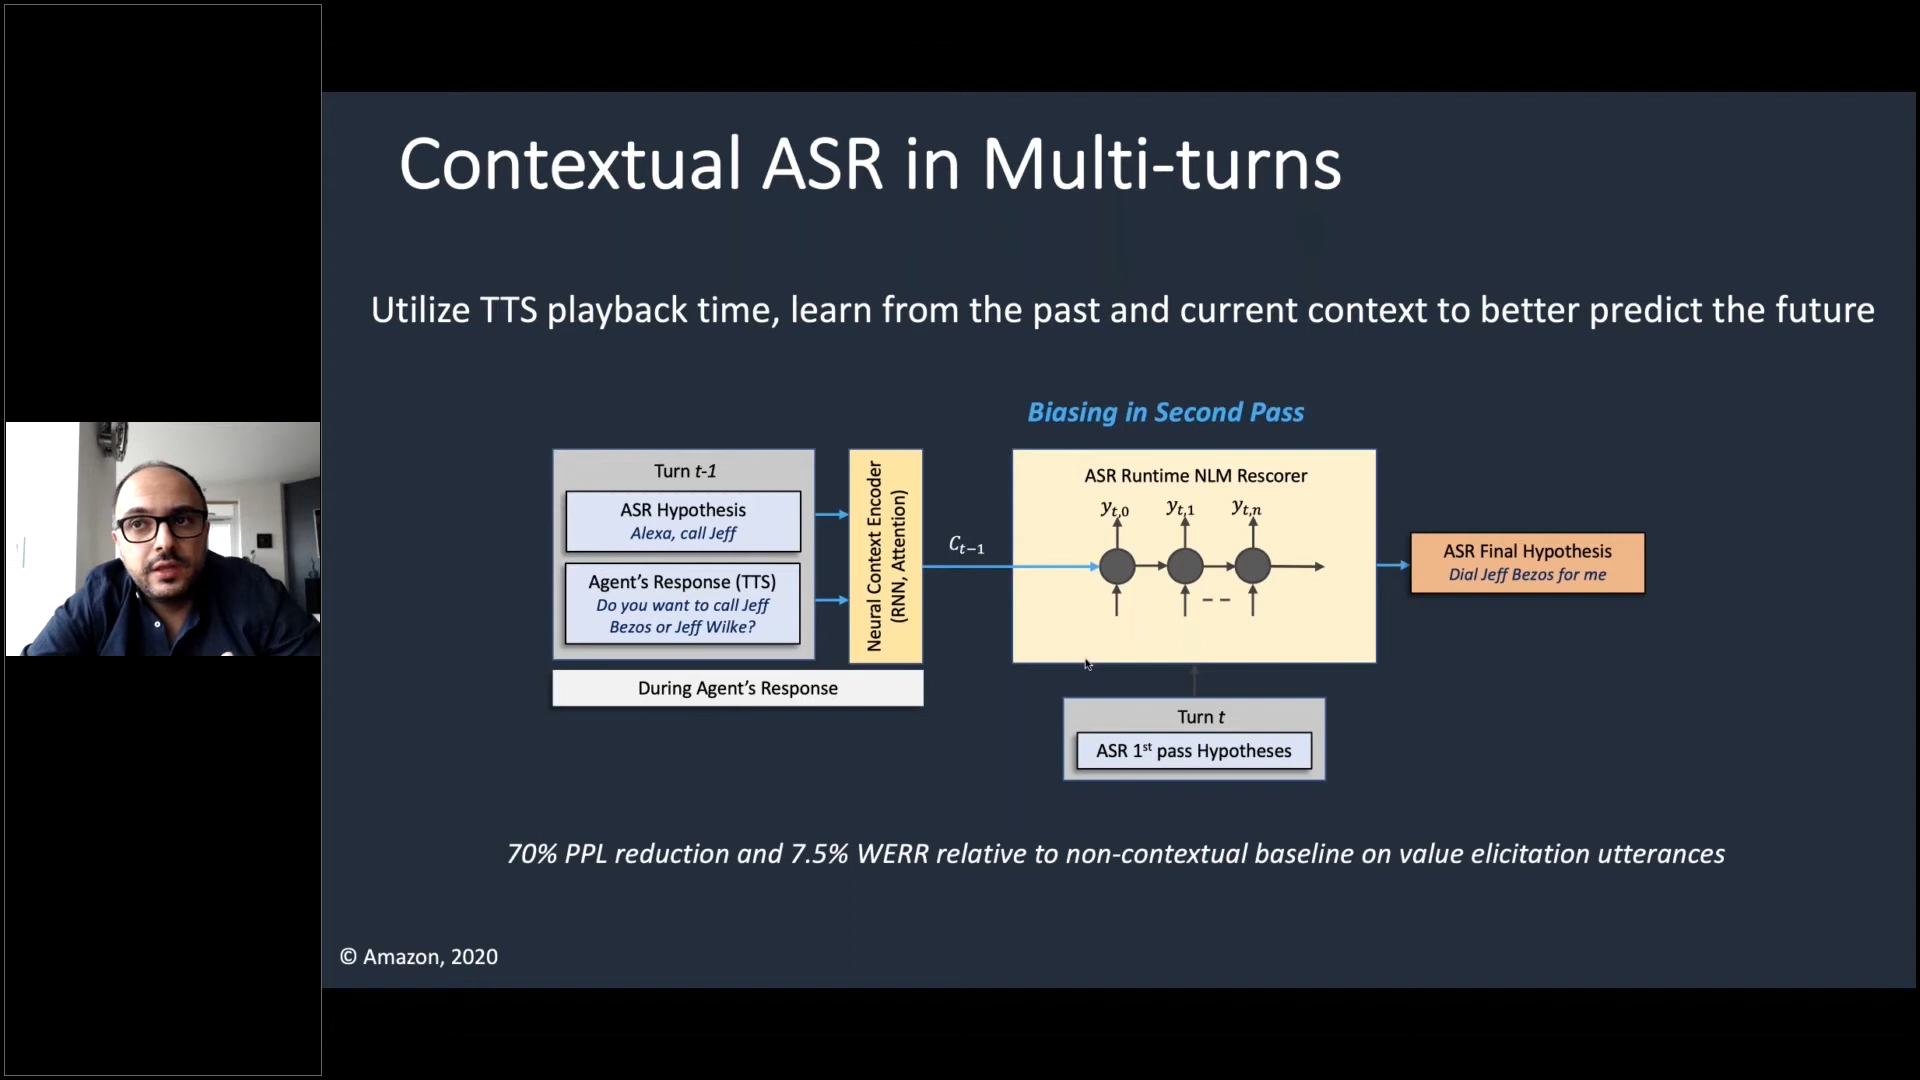 Contextual ASR in Multi-turns
Utilize TTS playback time, learn from the past and current context to better predict the future
Biasing in Second Pass
Turn t-1
ASR Hypothesis
Alexa, call Jeff
Agent's Response (TTS)
Do you want to call Jeff
Bezos or Jeff Wilke?
Neural Context Encoder
(RNN, Attention)
During Agent's Response
C_{t-1}
ASR Runtime NLM Rescorer
y_{t,0} y_{t,1} y_{t,n}
Turn t
ASR 1st pass Hypotheses
ASR Final Hypothesis
Dial Jeff Bezos for me
70% PPL reduction and 7.5% WERR relative to non-contextual baseline on value elicitation utterances
© Amazon, 2020